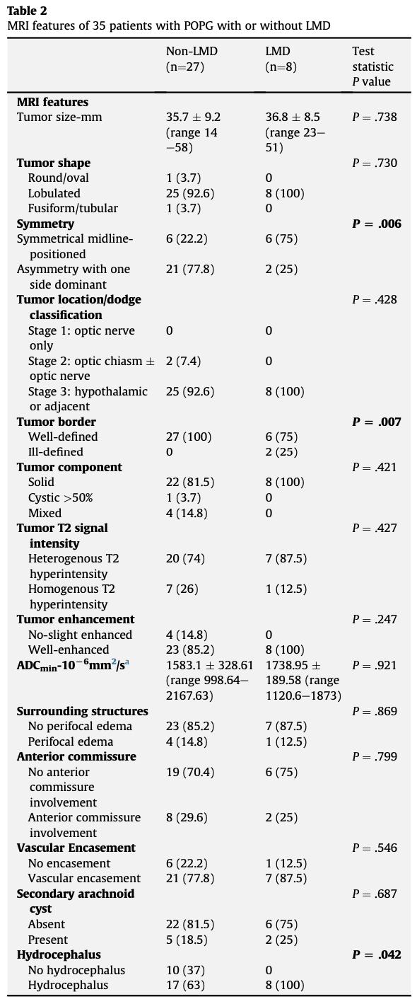 Table 2
MRI features of 35 patients with POPG with or without LMD
Non-LMD LMD Test
(n=27) (n=8) statistic
P value
MRI features
Tumor size-mm 35.7 ± 9.2 36.8 ± 8.5 P = .738
(range 14 (range 23–
–58) 51)
Tumor shape P = .730
Round/oval 1 (3.7) 0
Lobulated 25 (92.6) 8 (100)
Fusiform/tubular 1 (3.7) 0
Symmetry P = .006
Symmetrical midline- 6 (22.2) 6 (75)
positioned
Asymmetry with one 21 (77.8) 2 (25)
side dominant
Tumor location/dodge P = .428
classification
Stage 1: optic nerve 0 0
only
Stage 2: optic chiasm ± 2 (7.4) 0
optic nerve
Stage 3: hypothalamic 25 (92.6) 8 (100)
or adjacent
Tumor border P = .007
Well-defined 27 (100) 6 (75)
Ill-defined 0 2 (25)
Tumor component P = .421
Solid 22 (81.5) 8 (100)
Cystic >50% 1 (3.7) 0
Mixed 4 (14.8) 0
Tumor T2 signal P = .427
intensity
Heterogenous T2 20 (74) 7 (87.5)
hyperintensity
Homogenous T2 7 (26) 1 (12.5)
hyperintensity
Tumor enhancement P = .247
No-slight enhanced 4 (14.8) 0
Well-enhanced 23 (85.2) 8 (100)
ADCmin-10⁻⁶mm²/sᵃ 1583.1 ± 328.61 1738.95 ± P = .921
(range 998.64– 189.58 (range
2167.63) 1120.6–1873)
Surrounding structures P = .869
No perifocal edema 23 (85.2) 7 (87.5)
Perifocal edema 4 (14.8) 1 (12.5)
Anterior commissure P = .799
No anterior 19 (70.4) 6 (75)
commissure
involvement
Anterior commissure 8 (29.6) 2 (25)
involvement
Vascular Encasement P = .546
No encasement 6 (22.2) 1 (12.5)
Vascular encasement 21 (77.8) 7 (87.5)
Secondary arachnoid P = .687
cyst
Absent 22 (81.5) 6 (75)
Present 5 (18.5) 2 (25)
Hydrocephalus P = .042
No hydrocephalus 10 (37) 0
Hydrocephalus 17 (63) 8 (100)